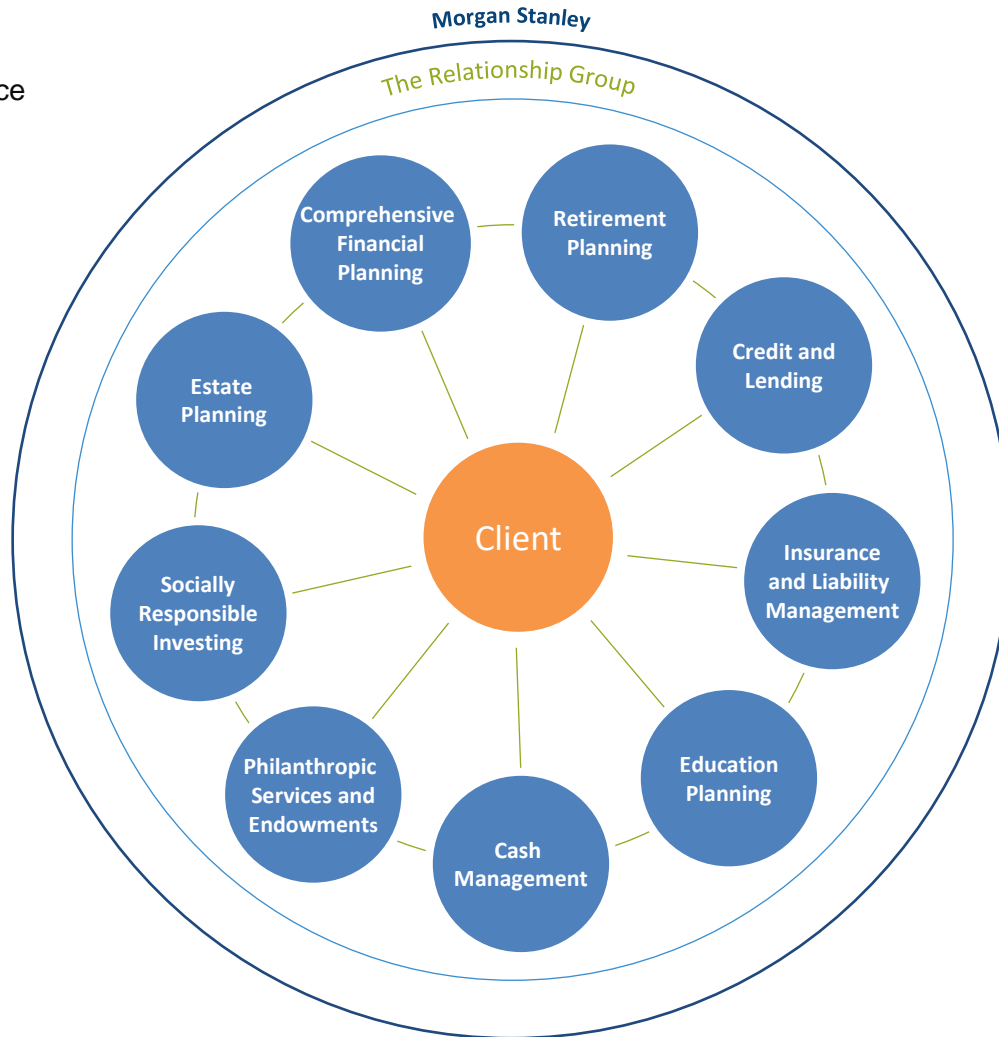 Morgan Stanley
The Relationship Group
ce
Comprehensive
Financial
Planning
Retirement
Planning
Credit and
Lending
Insurance
and Liability
Management
Education
Planning
Cash
Management
Philanthropic
Services and
Endowments
Socially
Responsible
Investing
Estate
Planning
Client